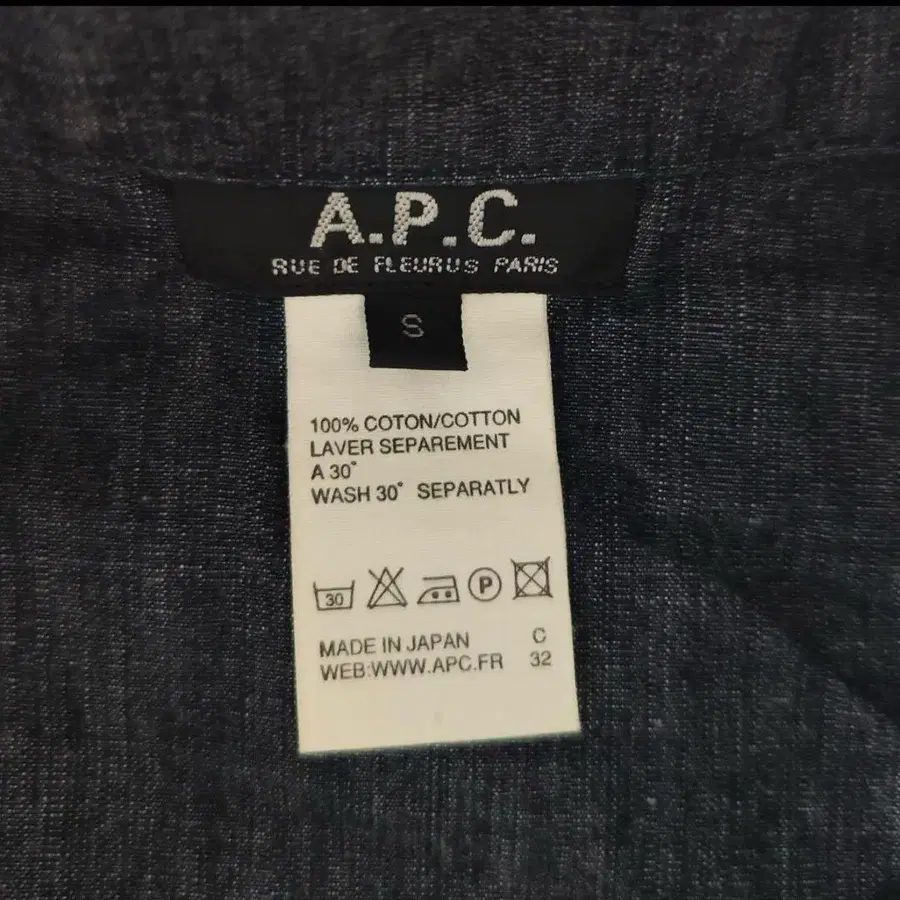 A.P.C.
RUE DE FLEURUS PARIS
S
100% COTON/COTTON
LAVER SEPAREMENT
A 30°
WASH 30° SEPARATLY
30 P
MADE IN JAPAN C
WEB:WWW.APC.FR 32